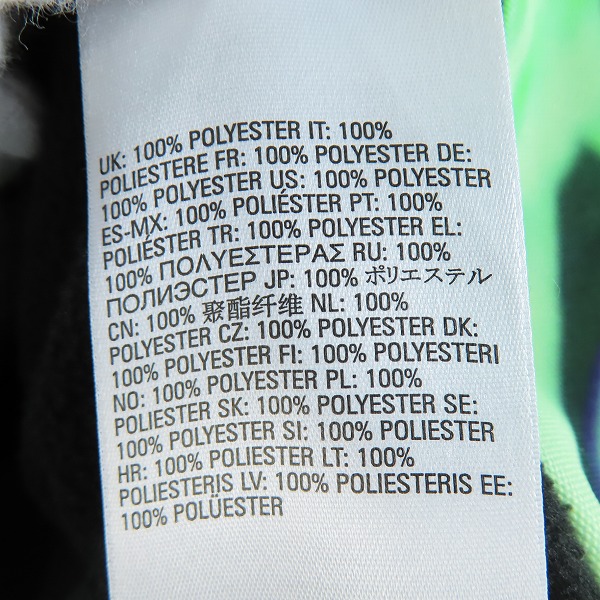 UK: 100% POLYESTER IT: 100%
POLIESTERE FR: 100% POLYESTER DE:
100% POLYESTER US: 100% POLYESTER
ES-MX: 100% POLIÉSTER PT: 100%
POLIÉSTER TR: 100% POLYESTER EL:
100% ΠΟΛΥΕΣΤΕΡΑΣ RU: 100%
ПОЛИЭСТЕР JP: 100% ポリエステル
CN: 100% 聚酯纤维 NL: 100%
POLYESTER CZ: 100% POLYESTER DK:
100% POLYESTER FI: 100% POLYESTERI
NO: 100% POLYESTER PL: 100%
POLIESTER SK: 100% POLYESTER SE:
100% POLYESTER SI: 100% POLIESTER
HR: 100% POLIESTER LT: 100%
POLIESTERIS LV: 100% POLIESTERIS EE:
100% POLÜESTER